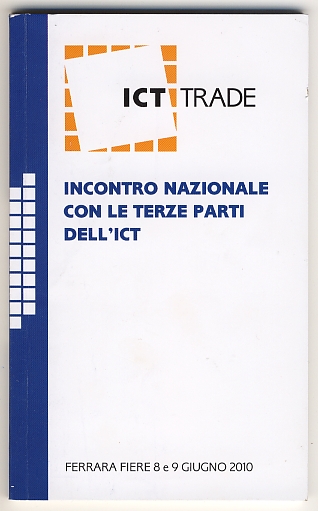 ICT TRADE
INCONTRO NAZIONALE
CON LE TERZE PARTI
DELL'ICT
FERRARA FIERE 8 e 9 GIUGNO 2010